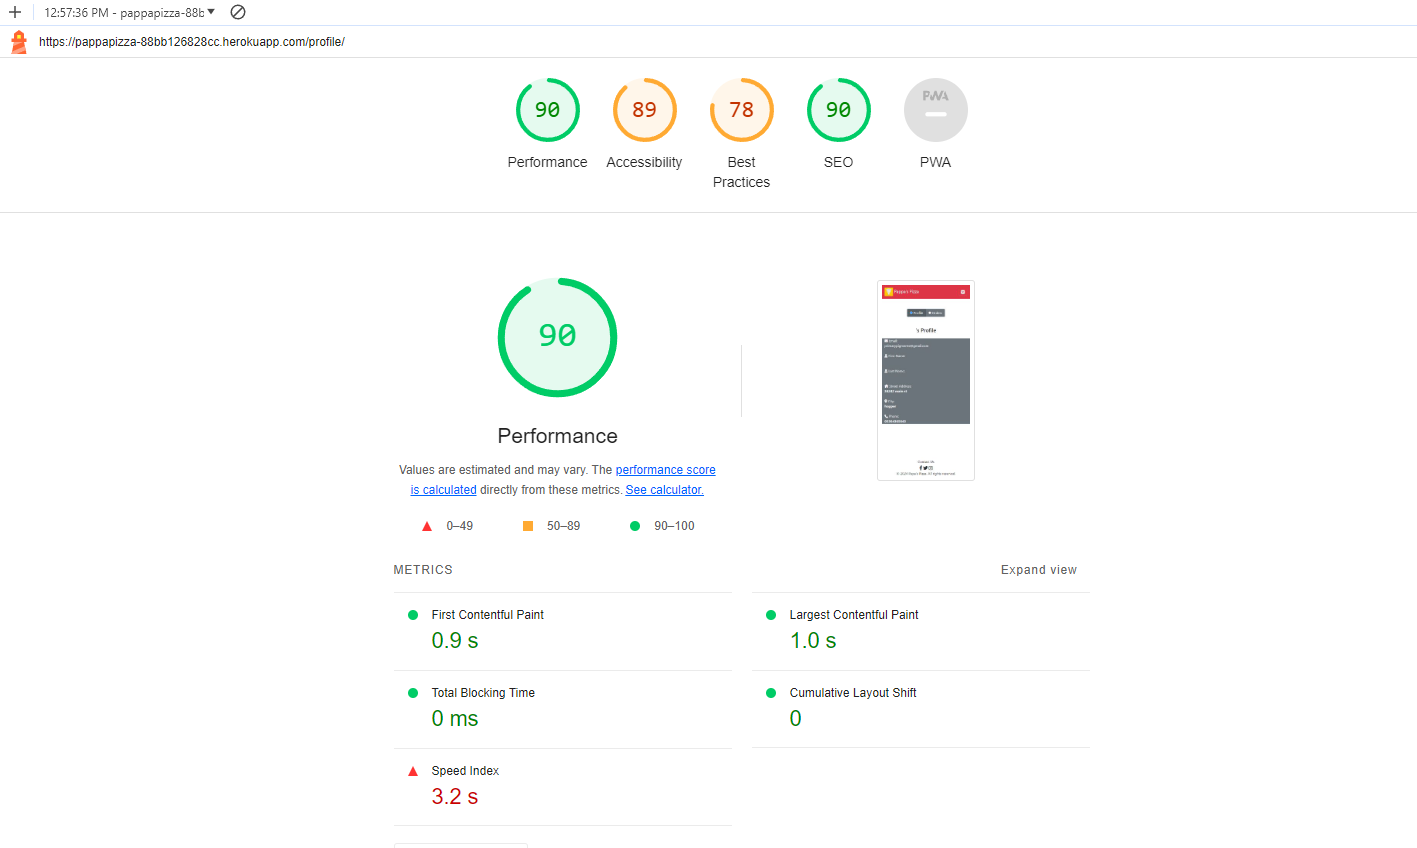 12:57:36 PM - pappapizza-88b
https://pappapizza-88bb126828cc.herokuapp.com/profile/
90
89
78
90
PWA
Performance
Accessibility
Best
Practices
SEO
PWA
90
Performance
Values are estimated and may vary. The performance score
is calculated directly from these metrics. See calculator.
0–49
50–89
90–100
's Profile
METRICS
Expand view
First Contentful Paint
0.9 s
Largest Contentful Paint
1.0 s
Total Blocking Time
0 ms
Cumulative Layout Shift
0
Speed Index
3.2 s